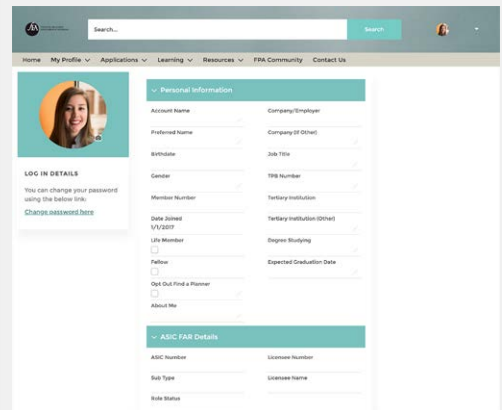 Search...
Search
Home My Profile Applications Learning Resources FPA Community Contact Us
LOG IN DETAILS
You can change your password
using the below link:
Change password here
Personal Information
Account Name
Company/Employer
Preferred Name
Company (If Other)
Birthdate
Job Title
Gender
TPB Number
Member Number
Tertiary Institution
Date Joined
1/1/2017
Tertiary Institution (Other)
Life Member
Degree Studying
Fellow
Expected Graduation Date
Opt Out Find a Planner
About Me
ASIC FAR Details
ASIC Number
Licensee Number
Sub Type
Licensee Name
Role Status